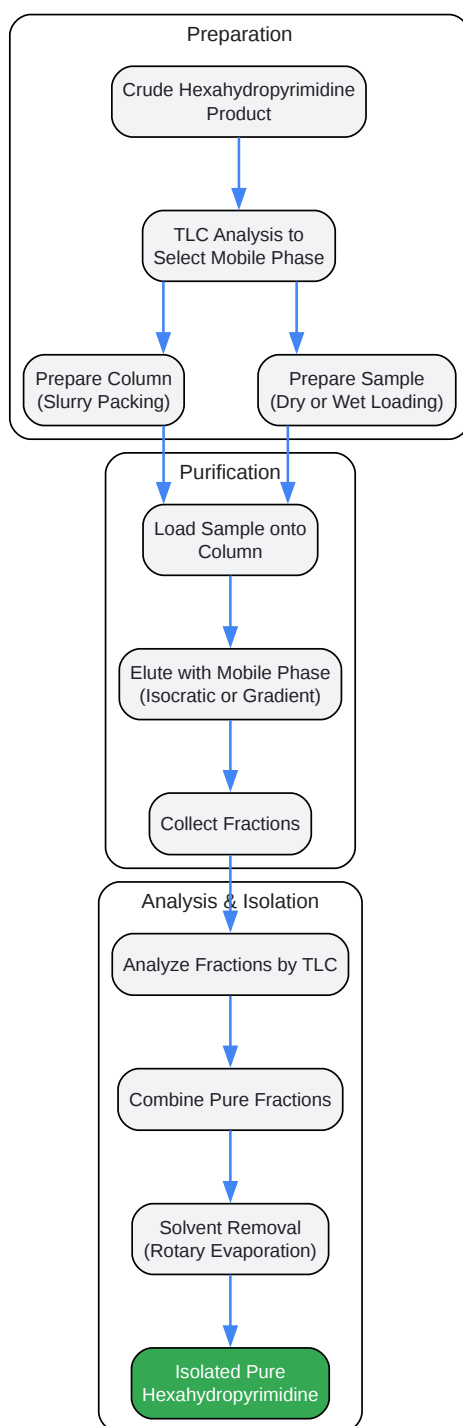 Preparation
Crude Hexahydropyrimidine
Product
TLC Analysis to
Select Mobile Phase
Prepare Column
(Slurry Packing)
Prepare Sample
(Dry or Wet Loading)
Purification
Load Sample onto
Column
Elute with Mobile Phase
(Isocratic or Gradient)
Collect Fractions
Analysis & Isolation
Analyze Fractions by TLC
Combine Pure Fractions
Solvent Removal
(Rotary Evaporation)
Isolated Pure
Hexahydropyrimidine